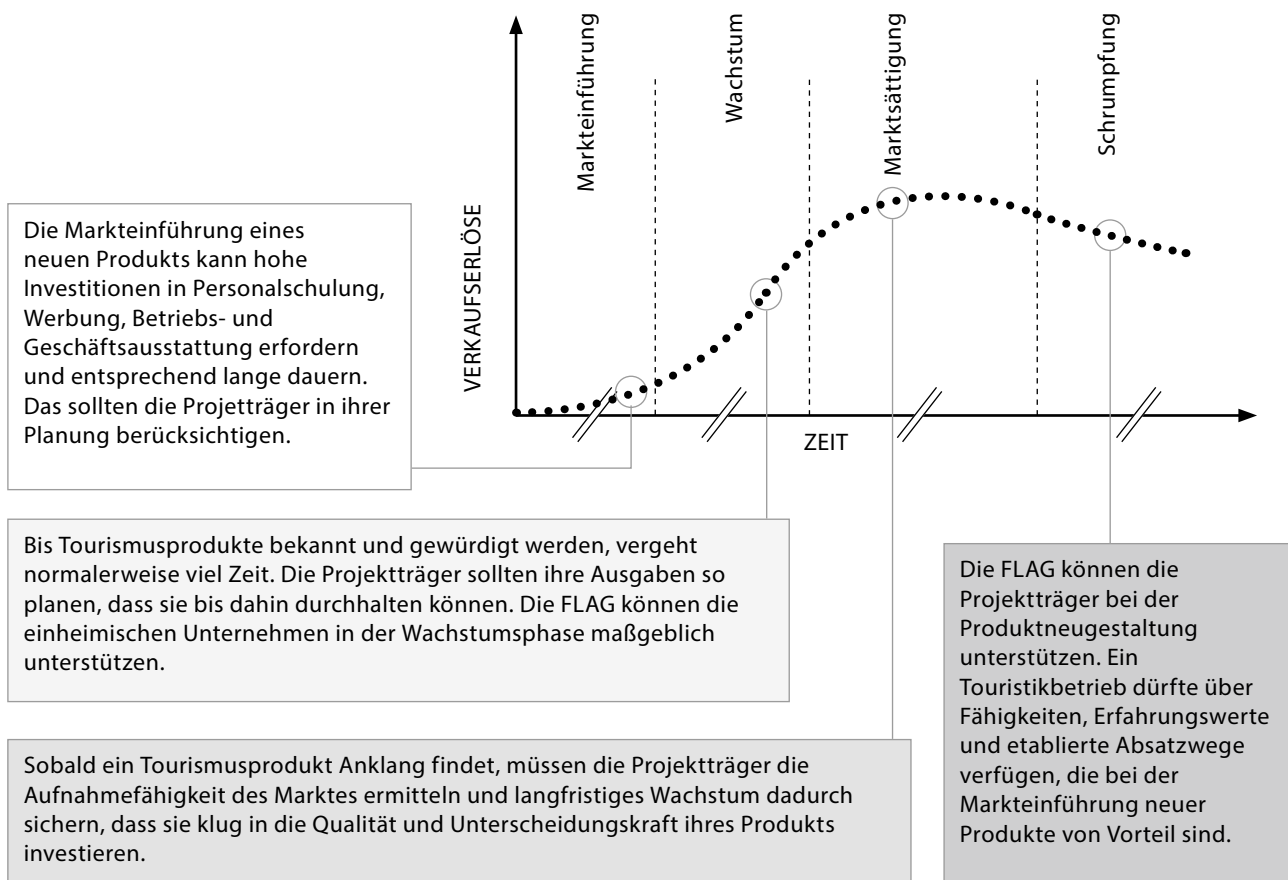 Markteinführung
Wachstum
Marktsättigung
Schrumpfung
VERKAUFSERLÖSE
ZEIT
Die Markteinführung eines
neuen Produkts kann hohe
Investitionen in Personalschulung,
Werbung, Betriebs- und
Geschäftsausstattung erfordern
und entsprechend lange dauern.
Das sollten die Projetträger in ihrer
Planung berücksichtigen.
Bis Tourismusprodukte bekannt und gewürdigt werden, vergeht
normalerweise viel Zeit. Die Projektträger sollten ihre Ausgaben so
planen, dass sie bis dahin durchhalten können. Die FLAG können die
einheimischen Unternehmen in der Wachstumsphase maßgeblich
unterstützen.
Sobald ein Tourismusprodukt Anklang findet, müssen die Projektträger die
Aufnahmefähigkeit des Marktes ermitteln und langfristiges Wachstum dadurch
sichern, dass sie klug in die Qualität und Unterscheidungskraft ihres Produkts
investieren.
Die FLAG können die
Projektträger bei der
Produktneugestaltung
unterstützen. Ein
Touristikbetrieb dürfte über
Fähigkeiten, Erfahrungswerte
und etablierte Absatzwege
verfügen, die bei der
Markteinführung neuer
Produkte von Vorteil sind.